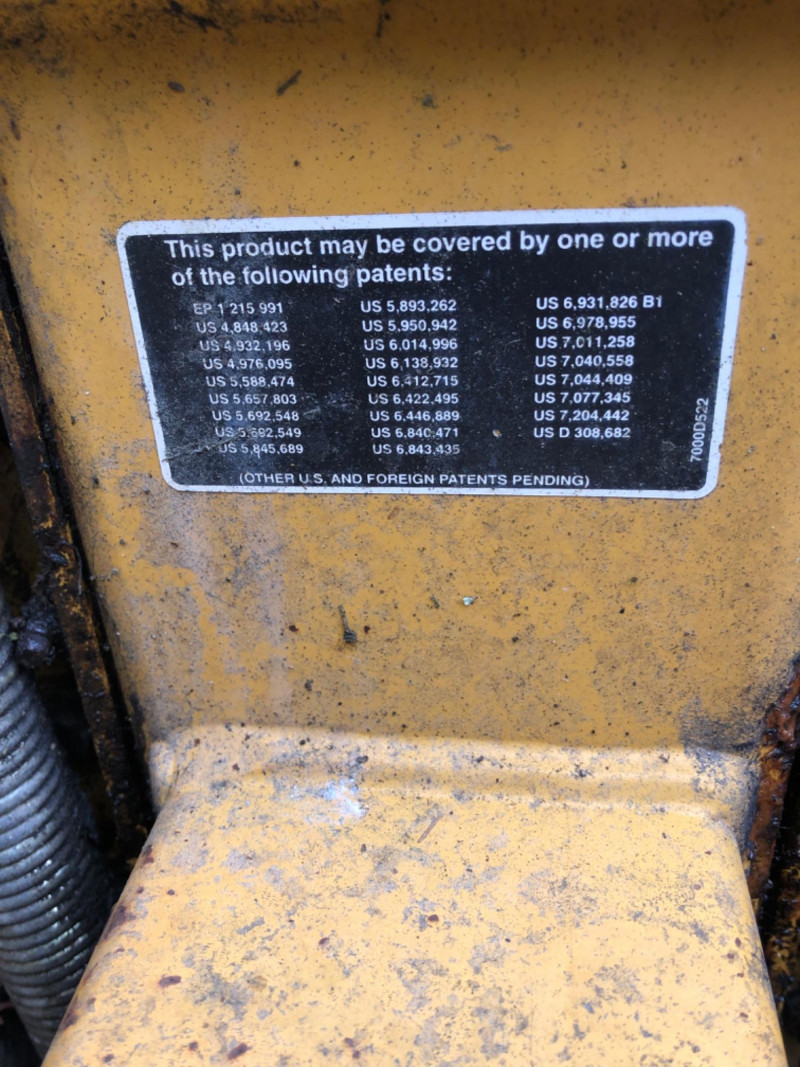 This product may be covered by one or more
of the following patents:
EP 1 215 991
US 4,848,423
US 4,932,196
US 4,976,095
US 5,588,474
US 5,657,803
US 5,692,548
US 5,692,549
US 5,845,689
US 5,893,262
US 5,950,942
US 6,014,996
US 6,138,932
US 6,412,715
US 6,422,495
US 6,446,889
US 6,840,471
US 6,843,435
US 6,931,826 B1
US 6,978,955
US 7,011,258
US 7,040,558
US 7,044,409
US 7,077,345
US 7,204,442
US D 308,682
(OTHER U.S. AND FOREIGN PATENTS PENDING)
7000D522